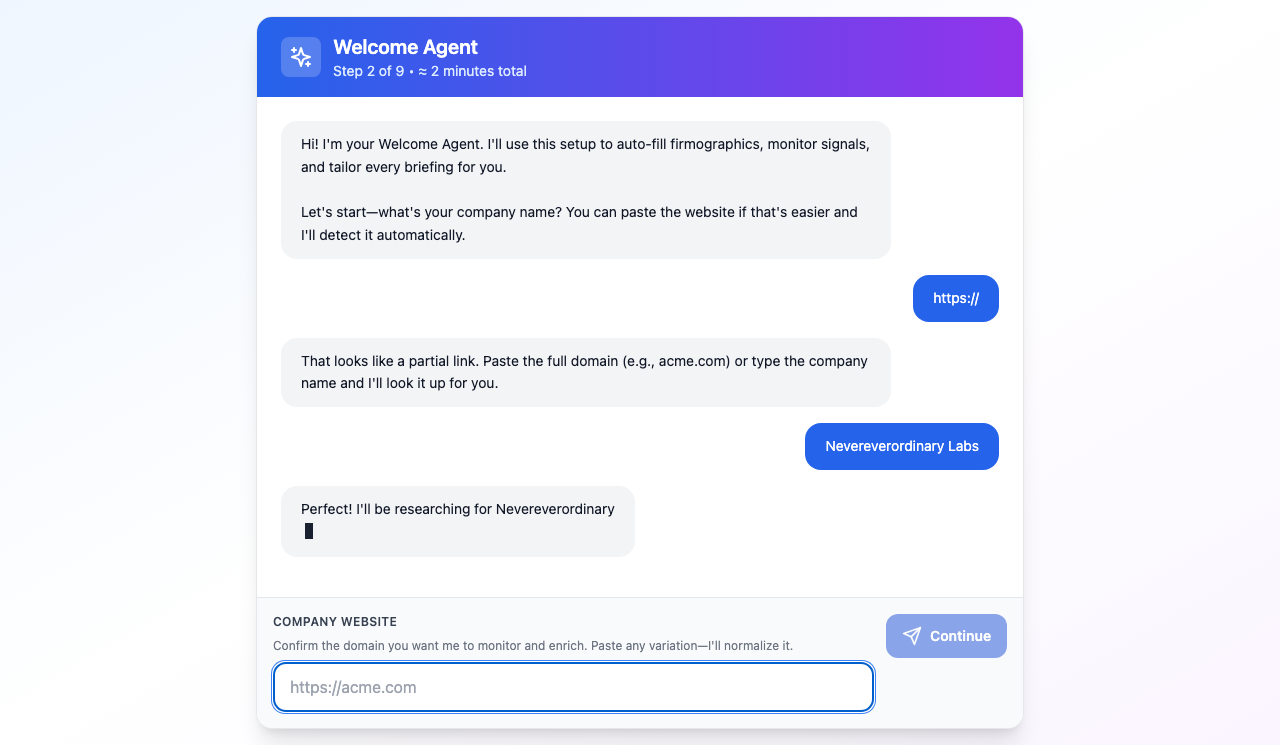 Welcome Agent
Step 2 of 9 • ≈ 2 minutes total
Hi! I'm your Welcome Agent. I'll use this setup to auto-fill firmographics, monitor signals,
and tailor every briefing for you.
Let's start—what's your company name? You can paste the website if that's easier and
I'll detect it automatically.
https://
That looks like a partial link. Paste the full domain (e.g., acme.com) or type the company
name and I'll look it up for you.
Nevereverordinary Labs
Perfect! I'll be researching for Nevereverordinary
COMPANY WEBSITE
Confirm the domain you want me to monitor and enrich. Paste any variation—I'll normalize it.
https://acme.com
Continue